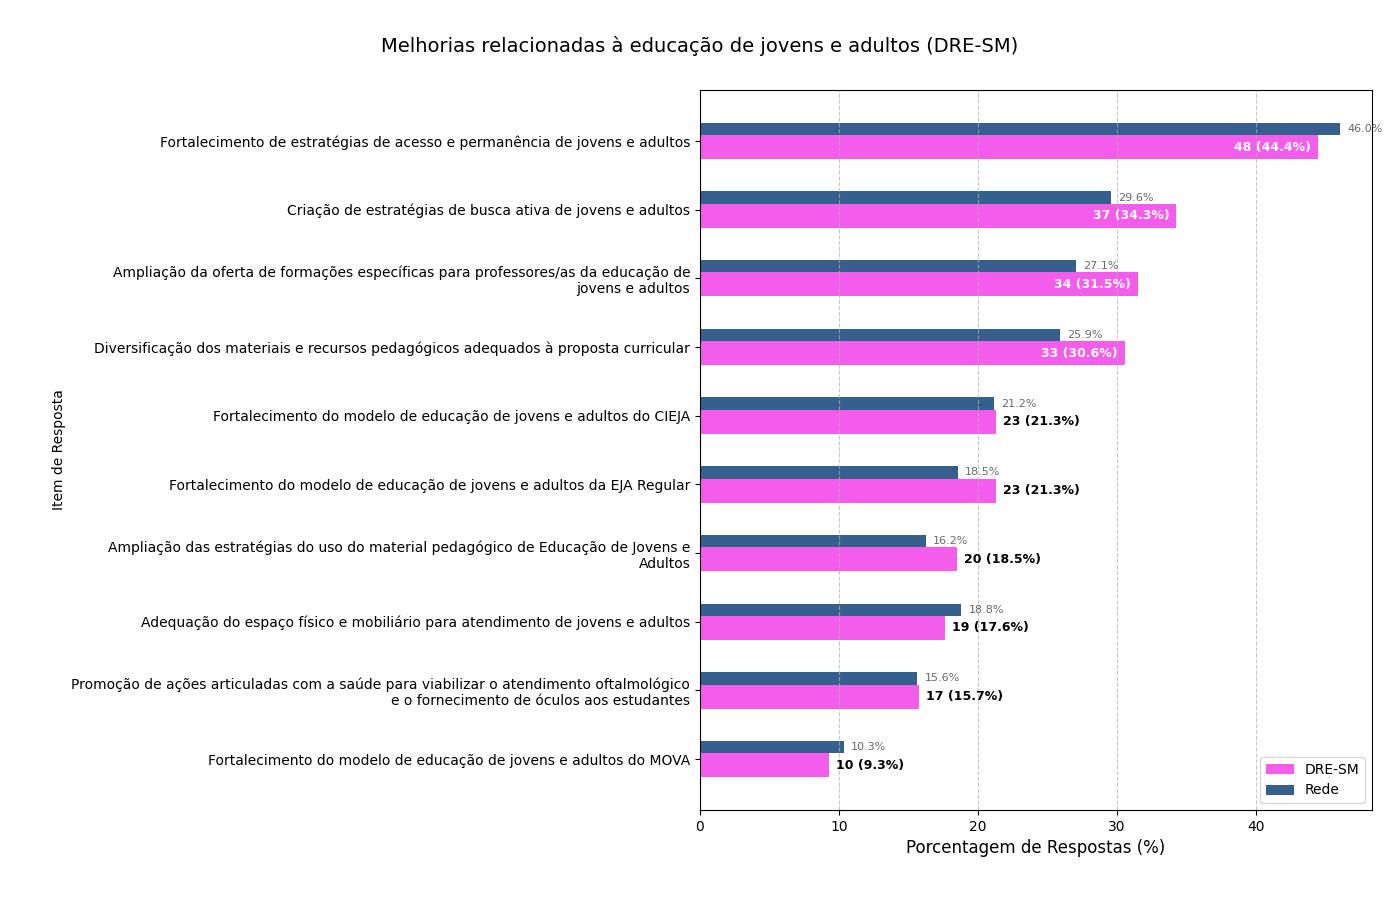 Melhorias relacionadas à educação de jovens e adultos (DRE-SM)
Fortalecimento de estratégias de acesso e permanência de jovens e adultos
46.0%
48 (44.4%)
Criação de estratégias de busca ativa de jovens e adultos
29.6%
37 (34.3%)
Ampliação da oferta de formações específicas para professores/as da educação de
jovens e adultos
27.1%
34 (31.5%)
Diversificação dos materiais e recursos pedagógicos adequados à proposta curricular
25.9%
33 (30.6%)
Fortalecimento do modelo de educação de jovens e adultos do CIEJA
21.2%
23 (21.3%)
Fortalecimento do modelo de educação de jovens e adultos da EJA Regular
18.5%
23 (21.3%)
Ampliação das estratégias do uso do material pedagógico de Educação de Jovens e
Adultos
16.2%
20 (18.5%)
Adequação do espaço físico e mobiliário para atendimento de jovens e adultos
18.8%
19 (17.6%)
Promoção de ações articuladas com a saúde para viabilizar o atendimento oftalmológico
e o fornecimento de óculos aos estudantes
15.6%
17 (15.7%)
Fortalecimento do modelo de educação de jovens e adultos do MOVA
10.3%
10 (9.3%)
Item de Resposta
DRE-SM
Rede
0 10 20 30 40
Porcentagem de Respostas (%)